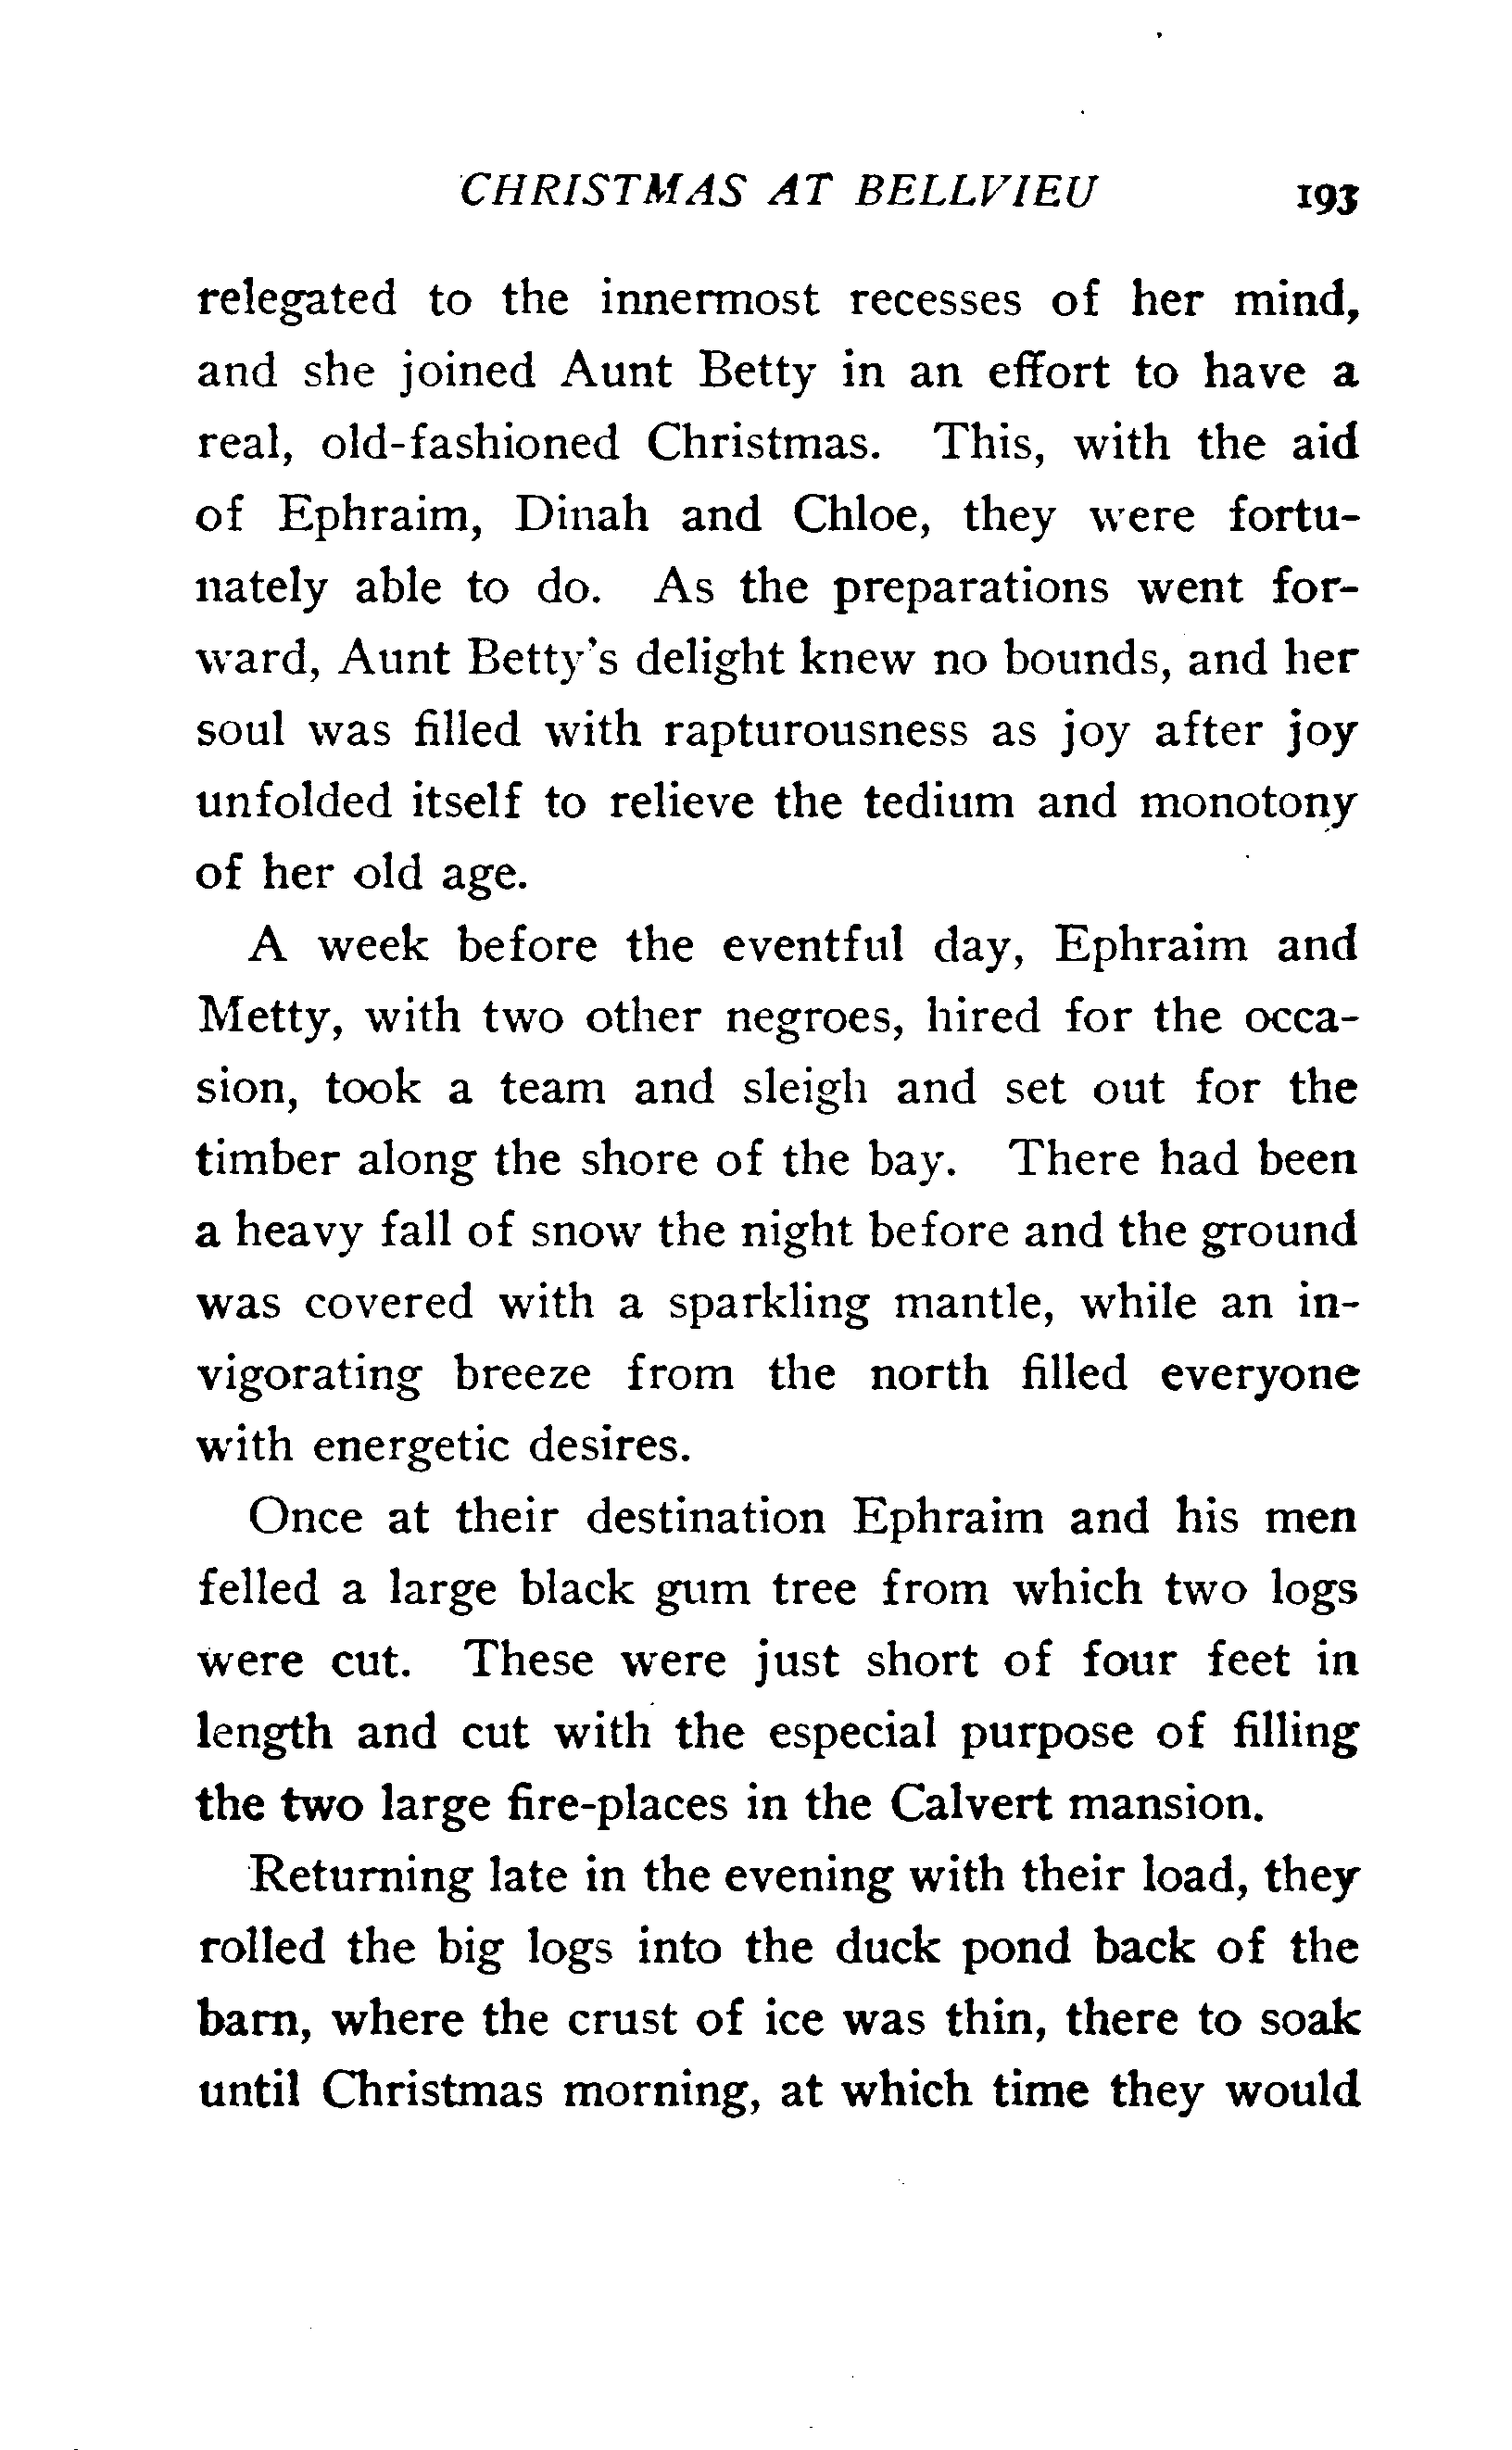 CHRISTMAS AT BELLVIEU 193
relegated to the innermost recesses of her mind,
and she joined Aunt Betty in an effort to have a
real, old-fashioned Christmas. This, with the aid
of Ephraim, Dinah and Chloe, they were fortu-
nately able to do. As the preparations went for-
ward, Aunt Betty's delight knew no bounds, and her
soul was filled with rapturousness as joy after joy
unfolded itself to relieve the tedium and monotony
of her old age.
A week before the eventful day, Ephraim and
Metty, with two other negroes, hired for the occa-
sion, took a team and sleigh and set out for the
timber along the shore of the bay. There had been
a heavy fall of snow the night before and the ground
was covered with a sparkling mantle, while an in-
vigorating breeze from the north filled everyone
with energetic desires.
Once at their destination Ephraim and his men
felled a large black gum tree from which two logs
were cut. These were just short of four feet in
length and cut with the especial purpose of filling
the two large fire-places in the Calvert mansion.
Returning late in the evening with their load, they
rolled the big logs into the duck pond back of the
barn, where the crust of ice was thin, there to soak
until Christmas morning, at which time they would